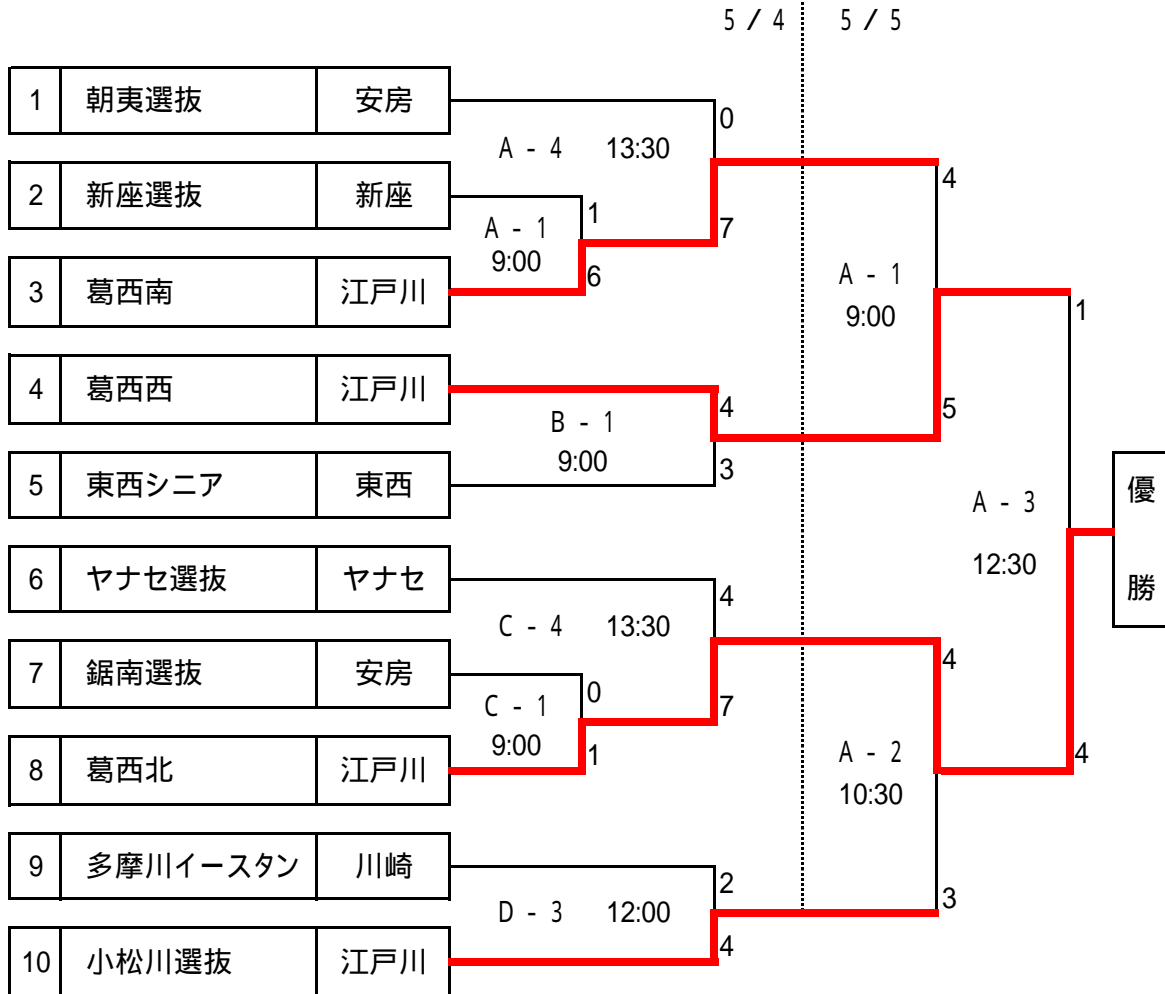 5 / 4 5 / 5
1 朝夷選抜 安房
0
A - 4 13:30
4
2 新座選抜 新座
1
A - 1
9:00
7
6
3 葛西南 江戸川
A - 1
9:00
1
4 葛西西 江戸川
4
5
B - 1
9:00
3
5 東西シニア 東西
A - 3
12:30
優
勝
6 ヤナセ選抜 ヤナセ
4
C - 4 13:30
4
7 鋸南選抜 安房
0
C - 1
9:00
7
1
8 葛西北 江戸川
A - 2
10:30
4
9 多摩川イースタン 川崎
2
3
D - 3 12:00
4
10 小松川選抜 江戸川